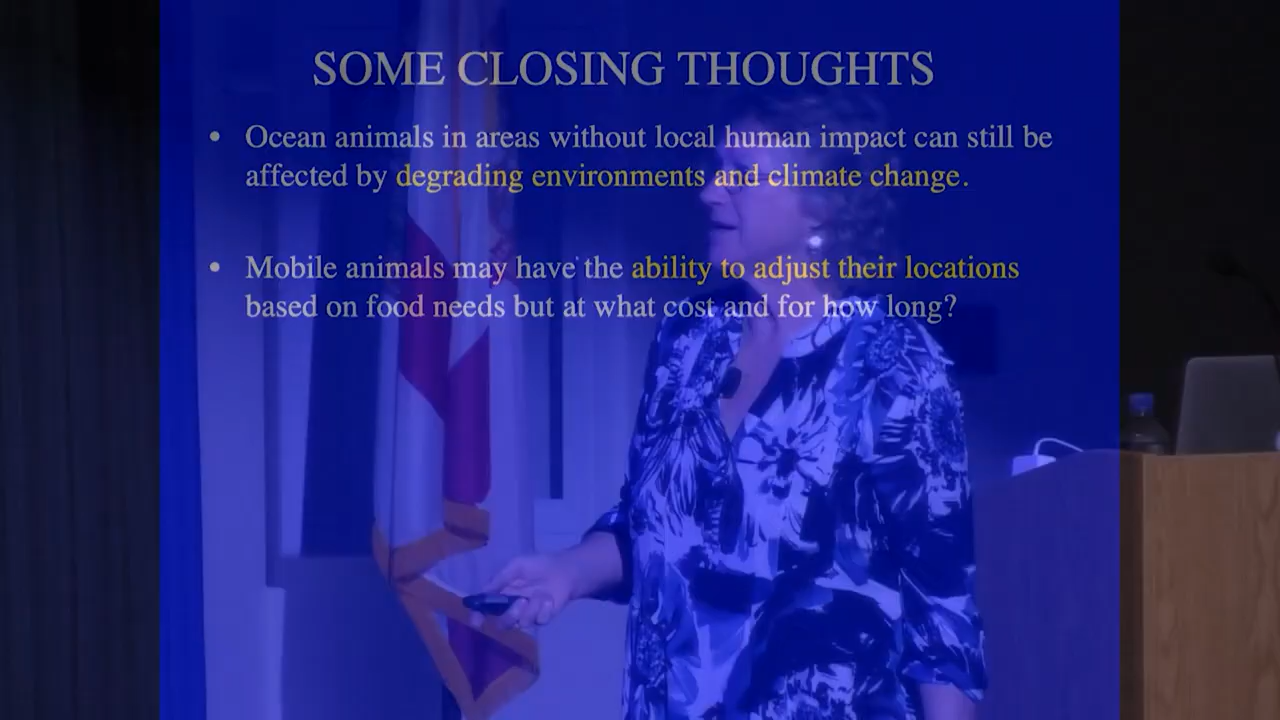 SOME CLOSING THOUGHTS
• Ocean animals in areas without local human impact can still be
affected by degrading environments and climate change.
• Mobile animals may have the ability to adjust their locations
based on food needs but at what cost and for how long?